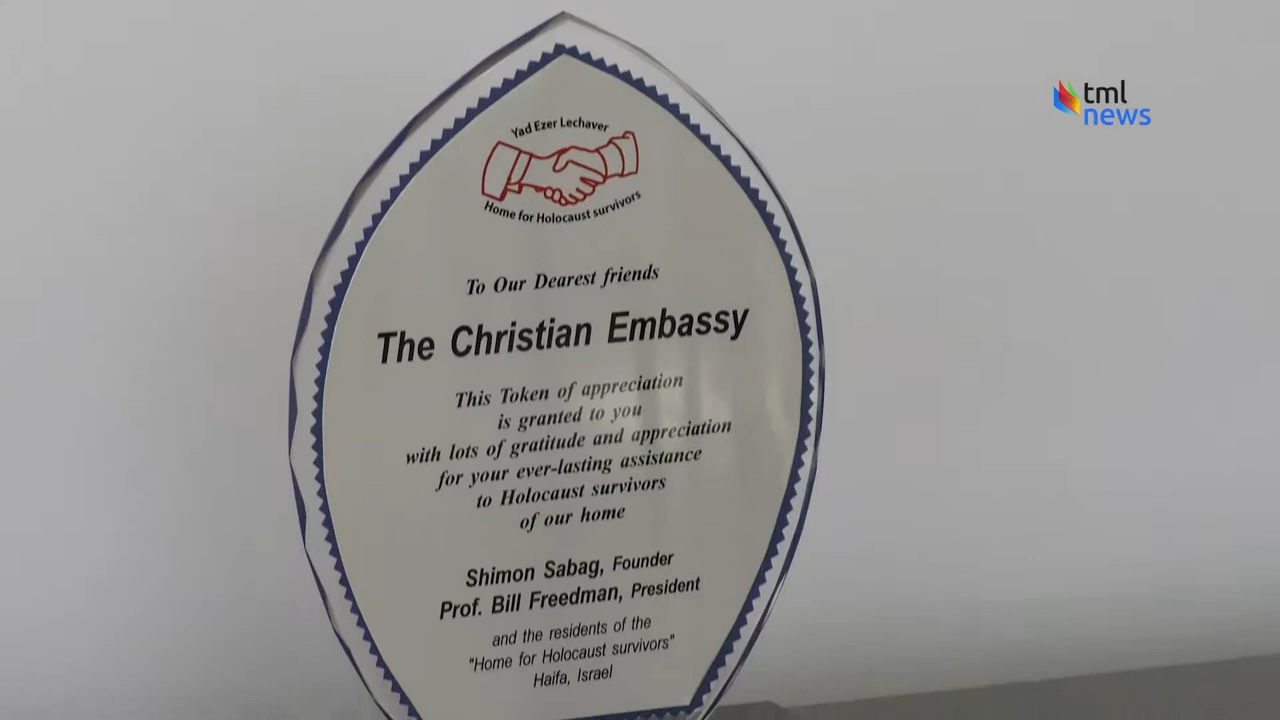 tml
news
Yad Ezer Lechaver
Home for Holocaust survivors
To Our Dearest friends
The Christian Embassy
This Token of appreciation
is granted to you
with lots of gratitude and appreciation
for your ever-lasting assistance
to Holocaust survivors
of our home
Shimon Sabag, Founder
Prof. Bill Freedman, President
and the residents of the
"Home for Holocaust survivors"
Haifa, Israel